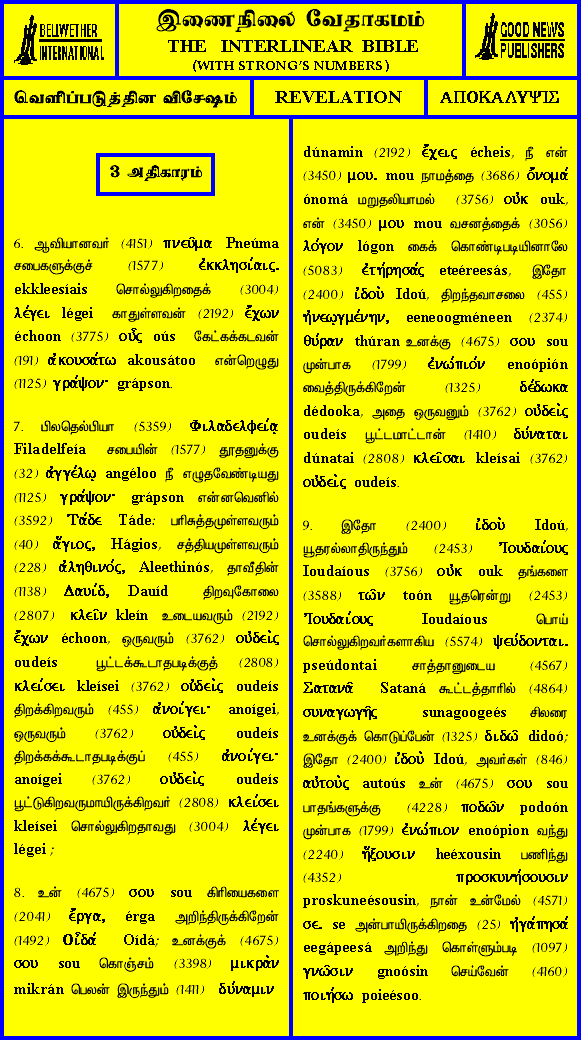 BELLWETHER
INTERNATIONAL
இணைநிலை வேதாகமம்
THE INTERLINEAR BIBLE
(WITH STRONG'S NUMBERS)
GOOD NEWS
PUBLISHERS
வெளிப்படுத்தின விசேஷம்
REVELATION
ΑΠΟΚΑΛΥΨΙΣ
3 அதிகாரம்
6. ஆவியானவர் (4151) πνεῦμα Pneúma
சபைகளுக்குச் (1577) ἐκκλησίαις.
ekkleesíais சொல்லுகிறதைக் (3004)
λέγει légei காதுள்ளவன் (2192) ἔχων
échoon (3775) οὖς oús கேட்கக்கடவன்
(191) ἀκουσάτω akousátoo என்றெழுது
(1125) γράψον· grápson.
7. பிலதெல்பியா (5359) Φιλαδελφείᾳ
Filadelfeía சபையின் (1577) தூதனுக்கு
(32) ἀγγέλῳ angéloo நீ எழுதவேண்டியது
(1125) γράψον· grápson என்னவெனில்
(3592) Τάδε Táde: பரிசுத்தமுள்ளவரும்
(40) ἅγιος, Hágios, சத்தியமுள்ளவரும்
(228) ἀληθινός, Aleethinós, தாவீதின்
(1138) Δαυίδ, Dauíd திறவுகோலை
(2807) κλεῖν kleín உடையவரும் (2192)
ἔχων échoon, ஒருவரும் (3762) οὐδεὶς
oudeís பூட்டக்கூடாதபடிக்குத் (2808)
κλείσει kleísei (3762) οὐδεὶς oudeís
திறக்கிறவரும் (455) ἀνοίγει· anoígei,
ஒருவரும் (3762) οὐδεὶς oudeís
திறக்கக்கூடாதபடிக்குப் (455) ἀνοίγει·
anoígei (3762) οὐδεὶς oudeís
பூட்டுகிறவருமாயிருக்கிறவர் (2808) κλείσει
kleísei சொல்லுகிறதாவது (3004) λέγει
légei ;
8. உன் (4675) σου sou கிரியைகளை
(2041) ἔργα, érga அறிந்திருக்கிறேன்
(1492) Οἶδά Oídá; உனக்குக் (4675)
σου sou கொஞ்சம் (3398) μικρὰν
mikrán பெலன் இருந்தும் (1411) δύναμιν
dúnamin (2192) ἔχεις écheis, நீ என்
(3450) μου. mou நாமத்தை (3686) ὄνομά
ónomá மறுதலியாமல் (3756) οὐκ ouk,
என் (3450) μου mou வசனத்தைக் (3056)
λόγον lógon கைக் கொண்டிபடியினாலே
(5083) ἐτήρησάς eteéreesás, இதோ
(2400) ἰδοὺ Idoú, திறந்தவாசலை (455)
ἠνεῳγμένην, eeneoogméneen (2374)
θύραν thúran உனக்கு (4675) σου sou
முன்பாக (1799) ἐνώπιόν enoópión
வைத்திருக்கிறேன் (1325) δέδωκα
dédooka, அதை ஒருவனும் (3762) οὐδεὶς
oudeís பூட்டமாட்டான் (1410) δύναται
dúnatai (2808) κλεῖσαι kleísai (3762)
οὐδεὶς oudeís.
9. இதோ (2400) ἰδοὺ Idoú,
யூதரல்லாதிருந்தும் (2453) Ἰουδαίους
Ioudaíous (3756) οὐκ ouk தங்களை
(3588) τῶν toón யூதரென்று (2453)
Ἰουδαίους Ioudaíous பொய்
சொல்லுகிறவர்களாகிய (5574) ψεύδονται.
pseúdontai சாத்தானுடைய (4567)
Σατανᾶ Sataná கூட்டத்தாரில் (4864)
συναγωγῆς sunagoogeés சிலரை
உனக்குக் கொடுப்பேன் (1325) διδῶ didoó;
இதோ (2400) ἰδοὺ Idoú, அவர்கள் (846)
αὐτοὺς autoús உன் (4675) σου sou
பாதங்களுக்கு (4228) ποδῶν podoón
முன்பாக (1799) ἐνώπιον enoópion வந்து
(2240) ἥξουσιν heéxousin பணிந்து
(4352) προσκυνήσουσιν
proskuneésousin, நான் உன்மேல் (4571)
σε. se அன்பாயிருக்கிறதை (25) ἠγάπησά
eegápeesá அறிந்து கொள்ளும்படி (1097)
γνῶσιν gnoósin செய்வேன் (4160)
ποιήσω poieésoo.